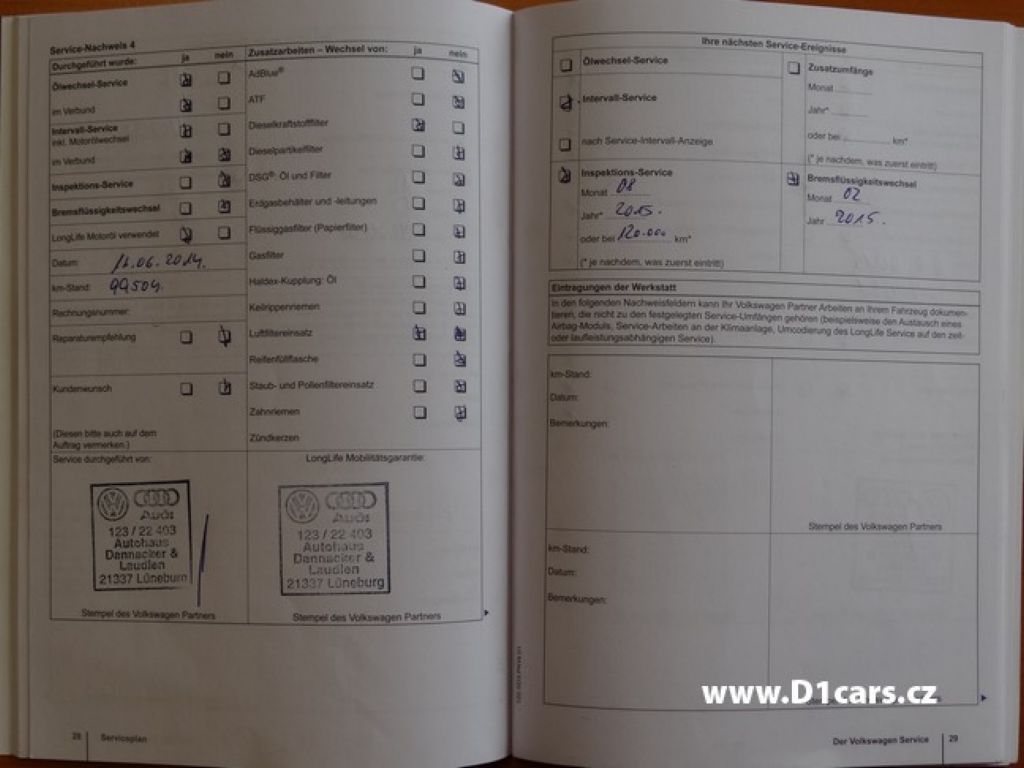 Service-Nachweis 4
Durchgeführt wurde: ja nein
Ölwechsel-Service
im Verbund
Intervall-Service
inkl. Motorölwechsel
im Verbund
Inspektions-Service
Bremsflüssigkeitswechsel
LongLife Motoröl verwendet
Datum: 11.06.2014.
km-Stand: 99504.
Rechnungsnummer:
Reparaturempfehlung
Kundenwunsch
(Diesen bitte auch auf dem
Auftrag vermerken.)
Zusatzarbeiten – Wechsel von: ja nein
AdBlue®
ATF
Dieselkraftstofffilter
Dieselpartikelfilter
DSG®: Öl und Filter
Erdgasbehälter und -leitungen
Flüssiggasfilter (Papierfilter)
Gasfilter
Haldex-Kupplung: Öl
Keilrippenriemen
Luftfiltereinsatz
Reifenfüllflasche
Staub- und Pollenfiltereinsatz
Zahnriemen
Zündkerzen
Service durchgeführt von:
Audi
123 / 22 403
Autohaus
Dannacker &
Laudien
21337 Lüneburg
Stempel des Volkswagen Partners
LongLife Mobilitätsgarantie:
Audi
123 / 22 403
Autohaus
Dannacker &
Laudien
21337 Lüneburg
Stempel des Volkswagen Partners
28 Serviceplan
Ihre nächsten Service-Ereignisse
Ölwechsel-Service
Intervall-Service
nach Service-Intervall-Anzeige
Zusatzumfänge
Monat
Jahr*
oder bei km*
(* je nachdem, was zuerst eintritt)
Inspektions-Service
Monat 08
Jahr* 2015.
oder bei 120.000 km*
(* je nachdem, was zuerst eintritt)
Bremsflüssigkeitswechsel
Monat 02
Jahr 2015.
Eintragungen der Werkstatt
In den folgenden Nachweisfeldern kann Ihr Volkswagen Partner Arbeiten an Ihrem Fahrzeug dokumen-
tieren, die nicht zu den festgelegten Service-Umfängen gehören (beispielsweise den Austausch eines
Airbag-Moduls, Service-Arbeiten an der Klimaanlage, Umcodierung des LongLife Service auf den zeit-
oder laufleistungsabhängigen Service).
km-Stand:
Datum:
Bemerkungen:
Stempel des Volkswagen Partners
km-Stand:
Datum:
Bemerkungen:
www.D1cars.cz
Der Volkswagen Service 29